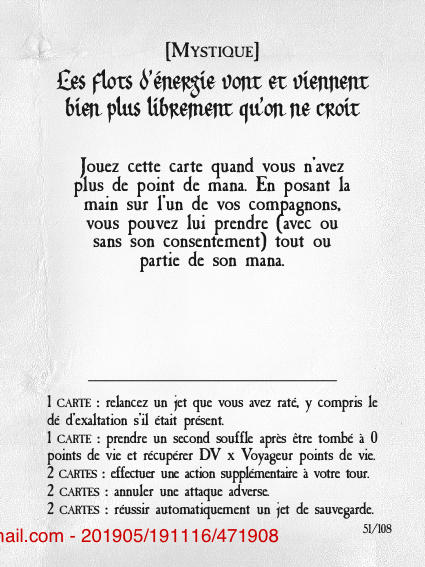 [Mystique]
Les flots d'énergie vont et viennent
bien plus librement qu'on ne croit
Jouez cette carte quand vous n'avez
plus de point de mana. En posant la
main sur l'un de vos compagnons,
vous pouvez lui prendre (avec ou
sans son consentement) tout ou
partie de son mana.
1 CARTE : relancez un jet que vous avez raté, y compris le
dé d'exaltation s'il était présent.
1 CARTE : prendre un second souffle après être tombé à 0
points de vie et récupérer DV x Voyageur points de vie.
2 CARTES : effectuer une action supplémentaire à votre tour.
2 CARTES : annuler une attaque adverse.
2 CARTES : réussir automatiquement un jet de sauvegarde.
51/108
nail.com - 201905/191116/471908